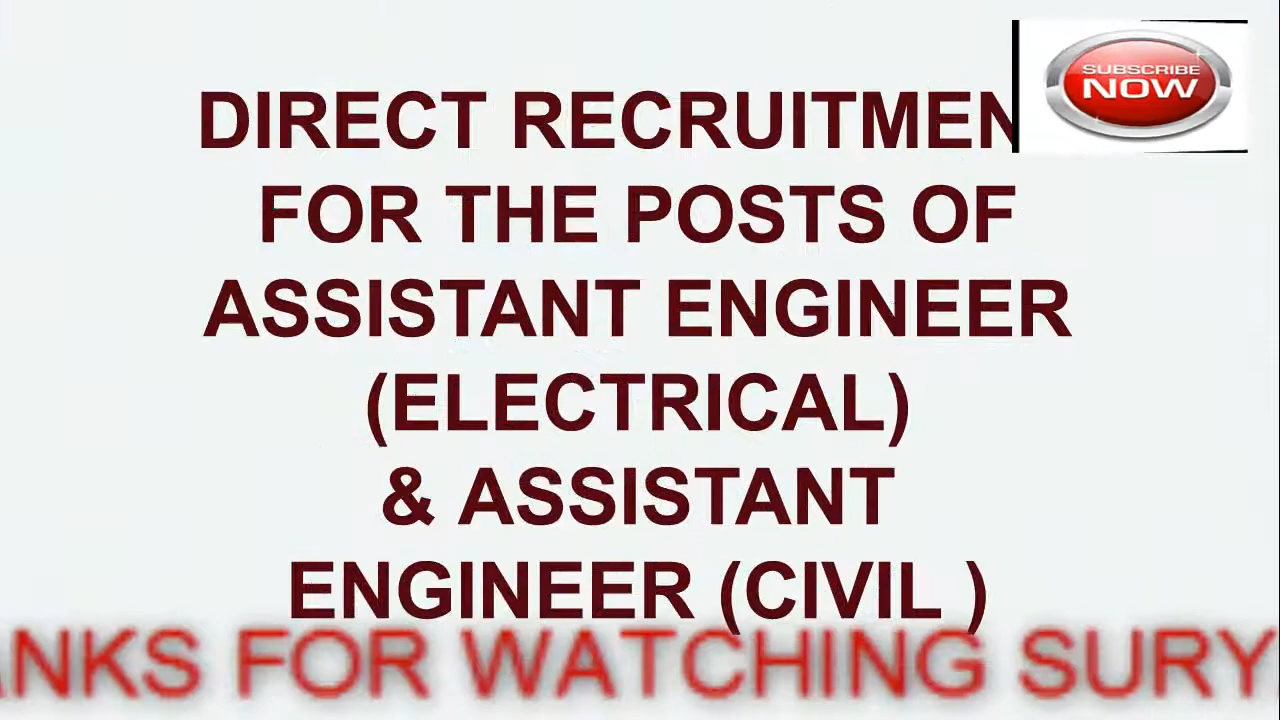 DIRECT RECRUITMEN
SUBSCRIBE
NOW
FOR THE POSTS OF
ASSISTANT ENGINEER
(ELECTRICAL)
& ASSISTANT
ENGINEER (CIVIL )
ANKS FOR WATCHING SURY